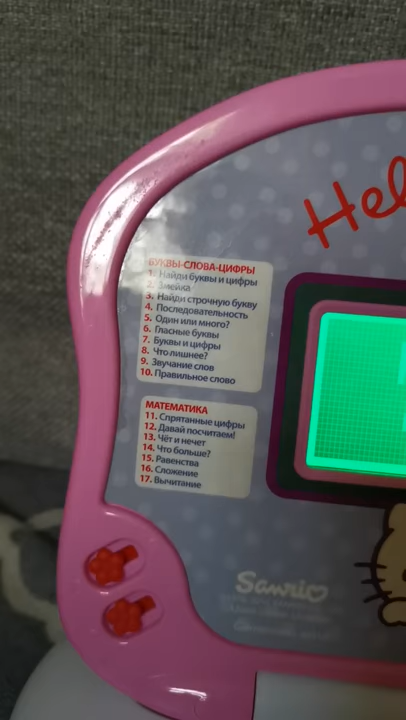 Hel
БУКВЫ-СЛОВА-ЦИФРЫ
1. Найди буквы и цифры
2. Змейка
3. Найди строчную букву
4. Последовательность
5. Один или много?
6. Гласные буквы
7. Буквы и цифры
8. Что лишнее?
9. Звучание слов
10. Правильное слово
МАТЕМАТИКА
11. Спрятанные цифры
12. Давай посчитаем!
13. Чёт и нечет
14. Что больше?
15. Равенства
16. Сложение
17. Вычитание
Sanrio